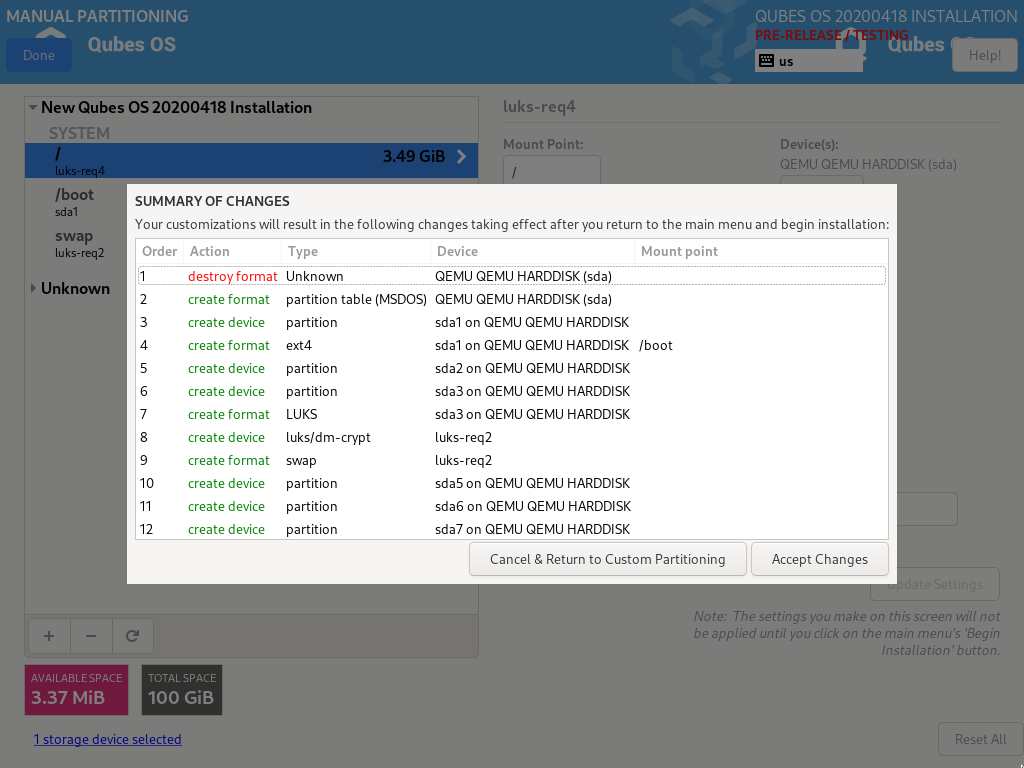 MANUAL PARTITIONING
QUBES OS 20200418 INSTALLATION
PRE-RELEASE / TESTING
Done
Qubes OS
us
Qubes
Help!
New Qubes OS 20200418 Installation
SYSTEM
/
3.49 GiB
luks-req4
/boot
sda1
swap
luks-req2
Unknown
luks-req4
Mount Point:
Device(s):
/
QEMU QEMU HARDDISK (sda)
SUMMARY OF CHANGES
Your customizations will result in the following changes taking effect after you return to the main menu and begin installation:
Order Action Type Device Mount point
1 destroy format Unknown QEMU QEMU HARDDISK (sda)
2 create format partition table (MSDOS) QEMU QEMU HARDDISK (sda)
3 create device partition sda1 on QEMU QEMU HARDDISK
4 create format ext4 sda1 on QEMU QEMU HARDDISK /boot
5 create device partition sda2 on QEMU QEMU HARDDISK
6 create device partition sda3 on QEMU QEMU HARDDISK
7 create format LUKS sda3 on QEMU QEMU HARDDISK
8 create device luks/dm-crypt luks-req2
9 create format swap luks-req2
10 create device partition sda5 on QEMU QEMU HARDDISK
11 create device partition sda6 on QEMU QEMU HARDDISK
12 create device partition sda7 on QEMU QEMU HARDDISK
Cancel & Return to Custom Partitioning
Accept Changes
Update Settings
Note: The settings you make on this screen will not
be applied until you click on the main menu's 'Begin
Installation' button.
AVAILABLE SPACE
3.37 MiB
TOTAL SPACE
100 GiB
1 storage device selected
Reset All